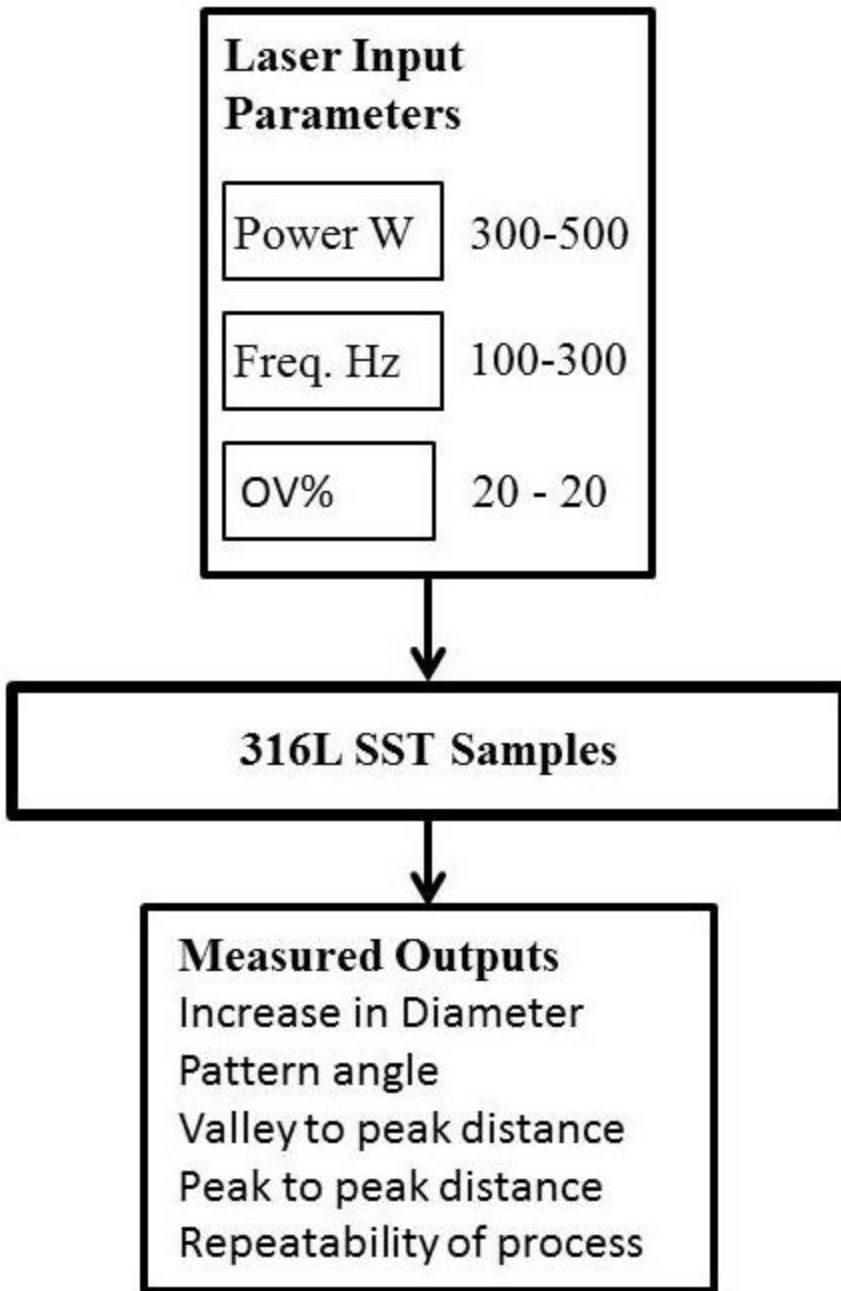 Laser Input
Parameters
Power W 300-500
Freq. Hz 100-300
OV% 20 - 20
316L SST Samples
Measured Outputs
Increase in Diameter
Pattern angle
Valley to peak distance
Peak to peak distance
Repeatability of process